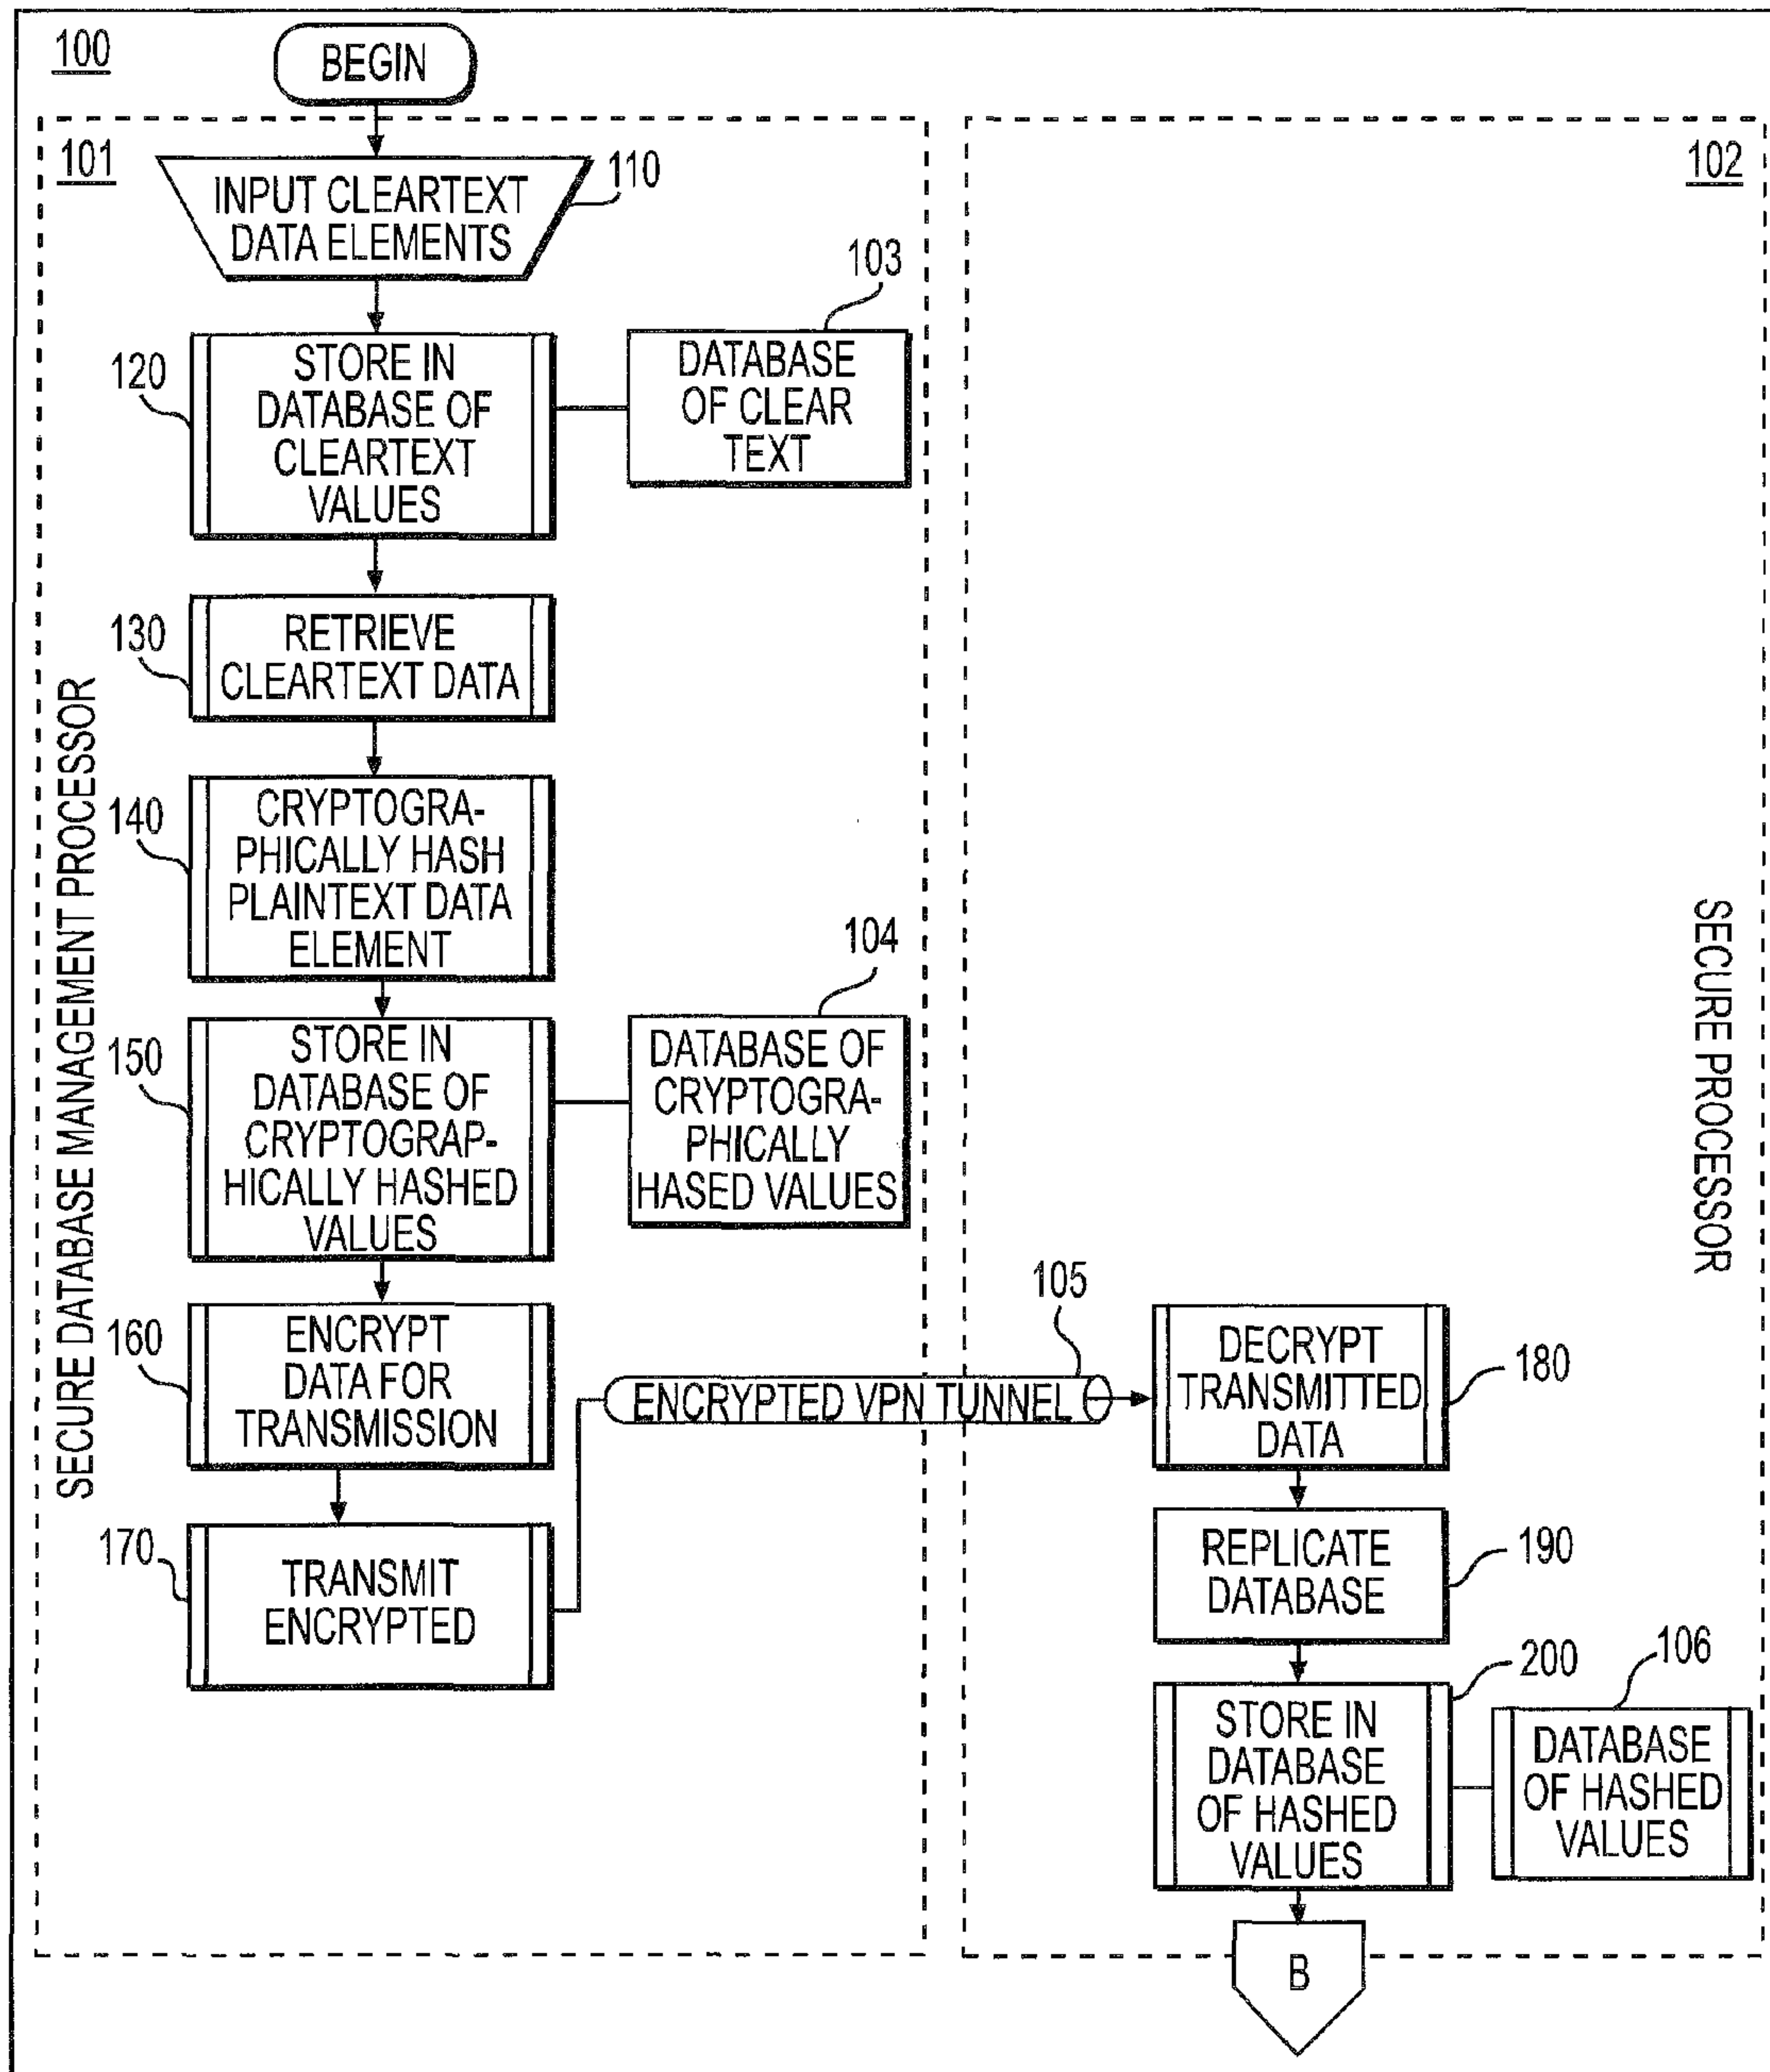 100
BEGIN
101
INPUT CLEARTEXT
DATA ELEMENTS
110
120
STORE IN
DATABASE OF
CLEARTEXT
VALUES
103
DATABASE
OF CLEAR
TEXT
130
RETRIEVE
CLEARTEXT DATA
140
CRYPTOGRA-
PHICALLY HASH
PLAINTEXT DATA
ELEMENT
150
STORE IN
DATABASE OF
CRYPTOGRAP-
HICALLY HASHED
VALUES
104
DATABASE OF
CRYPTOGRA-
PHICALLY
HASED VALUES
160
ENCRYPT
DATA FOR
TRANSMISSION
170
TRANSMIT
ENCRYPTED
SECURE DATABASE MANAGEMENT PROCESSOR
105
ENCRYPTED VPN TUNNEL
102
SECURE PROCESSOR
DECRYPT
TRANSMITTED
DATA
180
REPLICATE
DATABASE
190
200
STORE IN
DATABASE
OF HASHED
VALUES
106
DATABASE
OF HASHED
VALUES
B